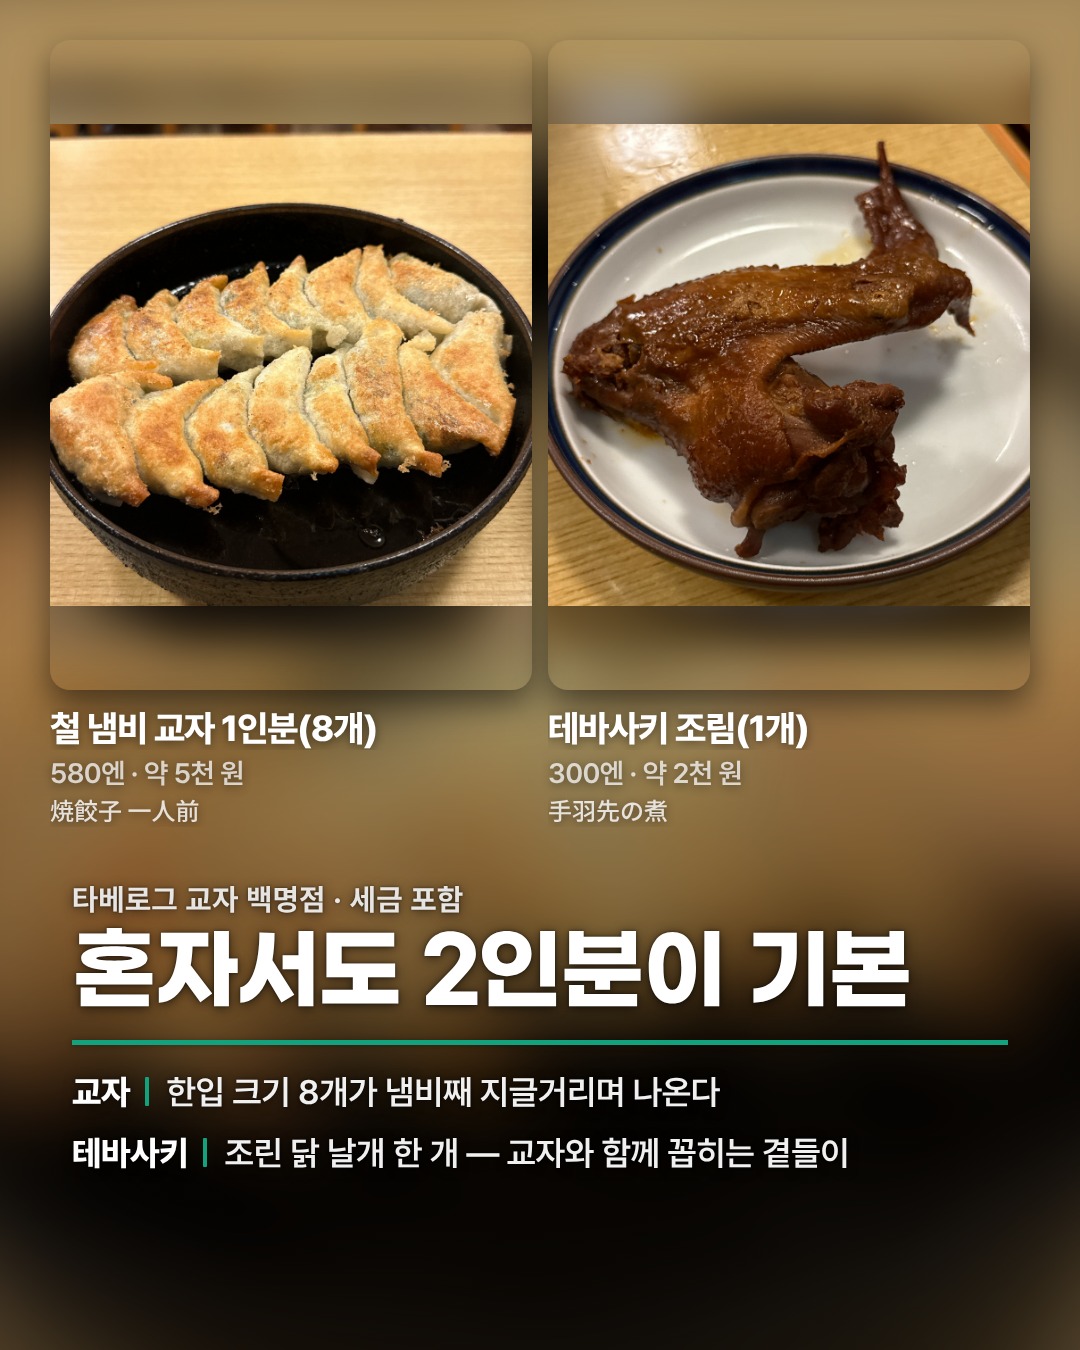 철 냄비 교자 1인분(8개)
580엔 · 약 5천 원
焼餃子 一人前
테바사키 조림(1개)
300엔 · 약 2천 원
手羽先の煮
타베로그 교자 백명점 · 세금 포함
혼자서도 2인분이 기본
교자 | 한입 크기 8개가 냄비째 지글거리며 나온다
테바사키 | 조린 닭 날개 한 개 — 교자와 함께 꼽히는 곁들이